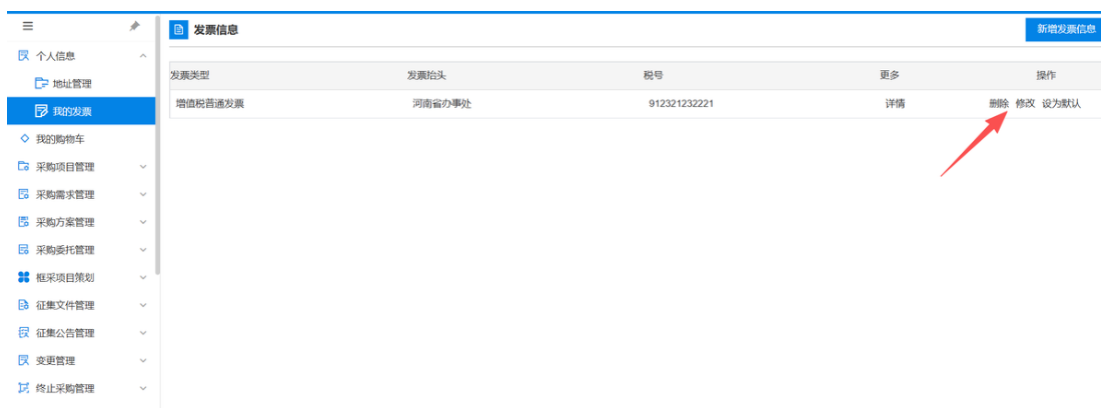 发票信息
新增发票信息
个人信息
地址管理
我的发票
我的购物车
采购项目管理
采购需求管理
采购方案管理
采购委托管理
框采项目策划
征集文件管理
征集公告管理
变更管理
终止采购管理
发票类型 发票抬头 税号 更多 操作
增值税普通发票 河南省办事处 912321232221 详情 删除 修改 设为默认